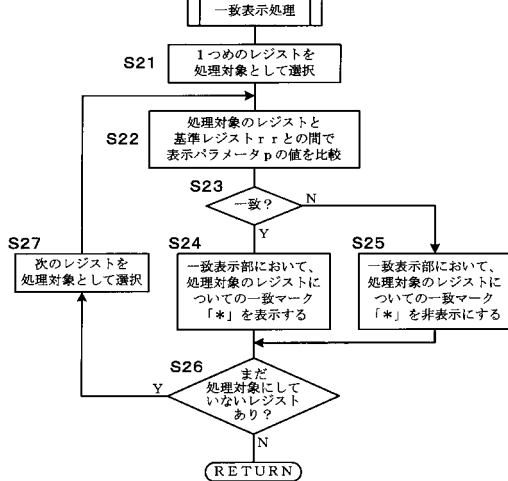 一致表示処理
S21
1つめのレジストを
処理対象として選択
S22
処理対象のレジストと
基準レジストｒｒとの間で
表示パラメータｐの値を比較
S23
一致？
N
Y
S27
次のレジストを
処理対象として選択
S24
一致表示部において、
処理対象のレジストに
ついての一致マーク
「＊」を表示する
S25
一致表示部において、
処理対象のレジストに
ついての一致マーク
「＊」を非表示にする
S26
まだ
処理対象にして
いないレジスト
あり？
Y
N
RETURN